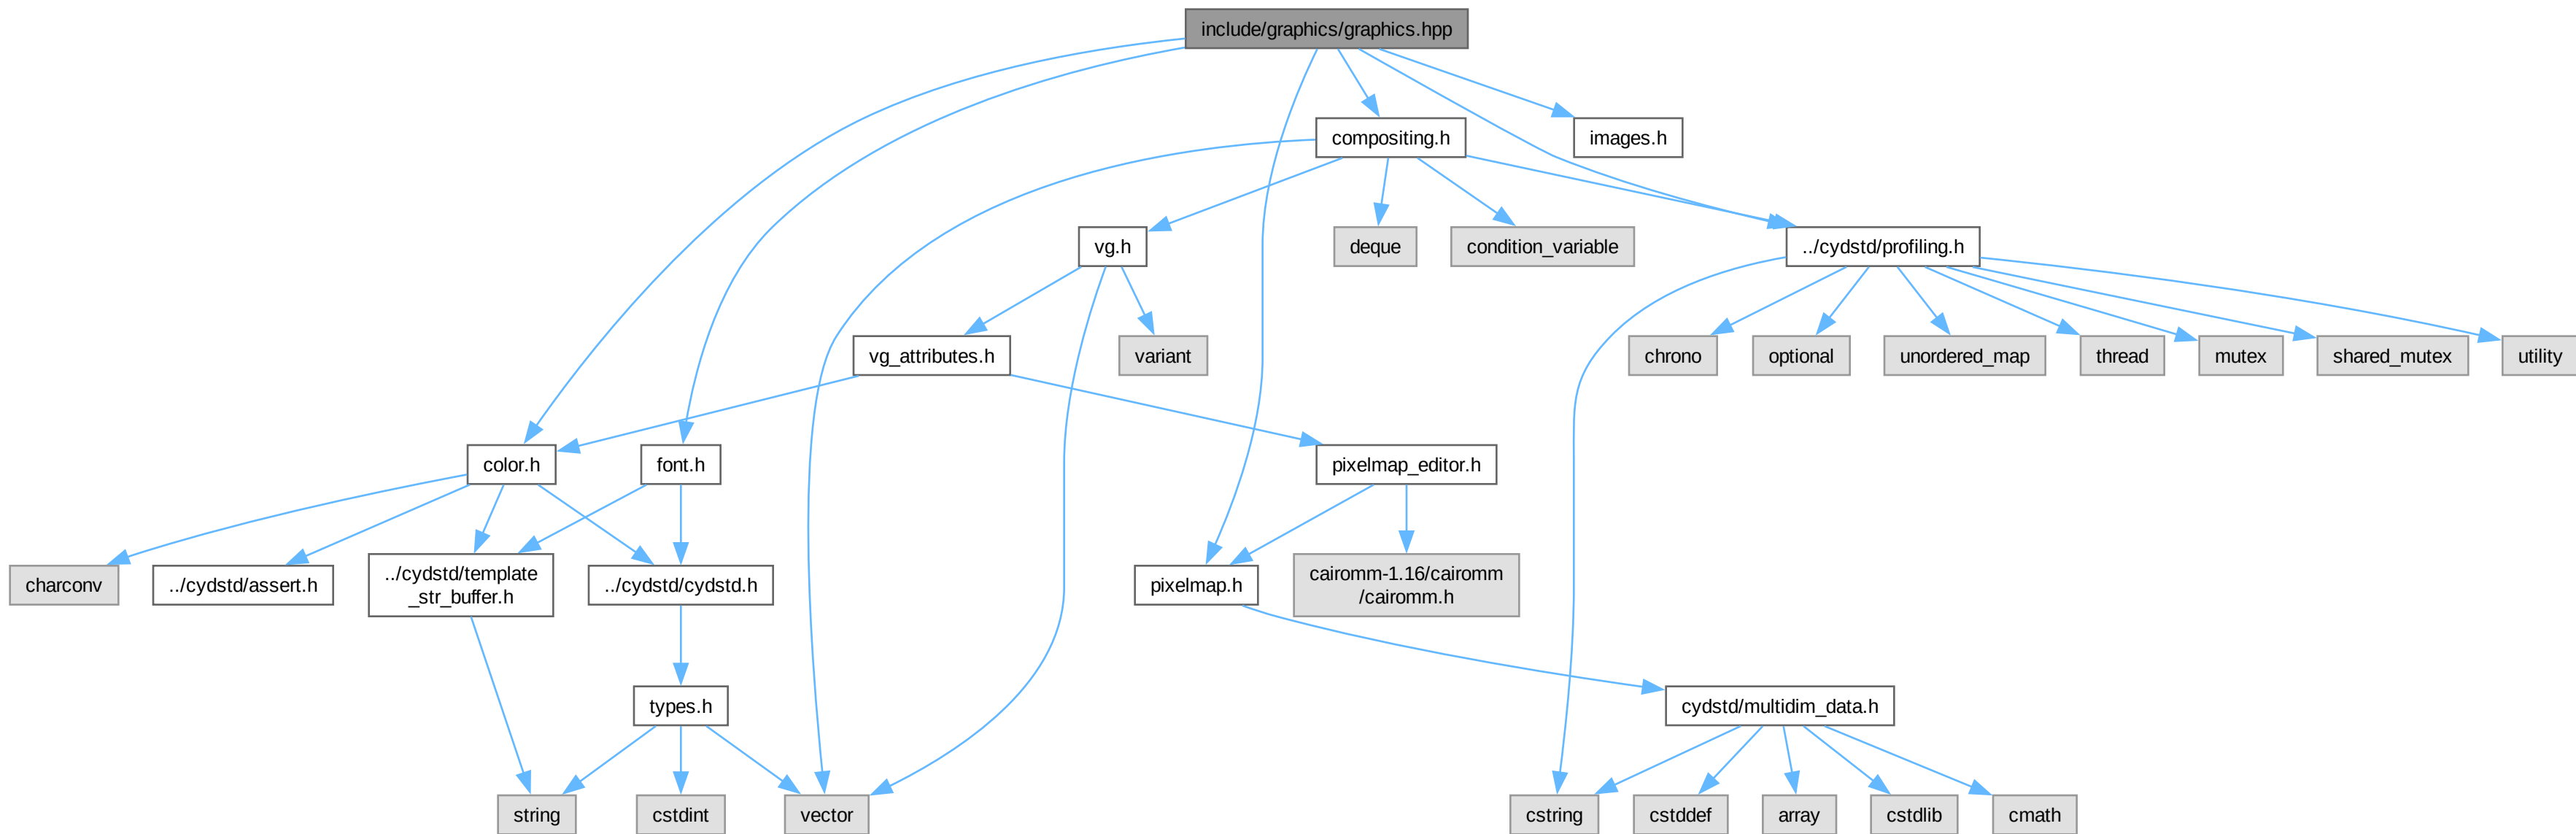 include/graphics/graphics.hpp
compositing.h
images.h
vg.h
deque
condition_variable
../cydstd/profiling.h
vg_attributes.h
variant
chrono
optional
unordered_map
thread
mutex
shared_mutex
utility
color.h
font.h
pixelmap_editor.h
charconv
../cydstd/assert.h
../cydstd/template
_str_buffer.h
../cydstd/cydstd.h
pixelmap.h
cairomm-1.16/cairomm
/cairomm.h
types.h
cydstd/multidim_data.h
string
cstdint
vector
cstring
cstddef
array
cstdlib
cmath